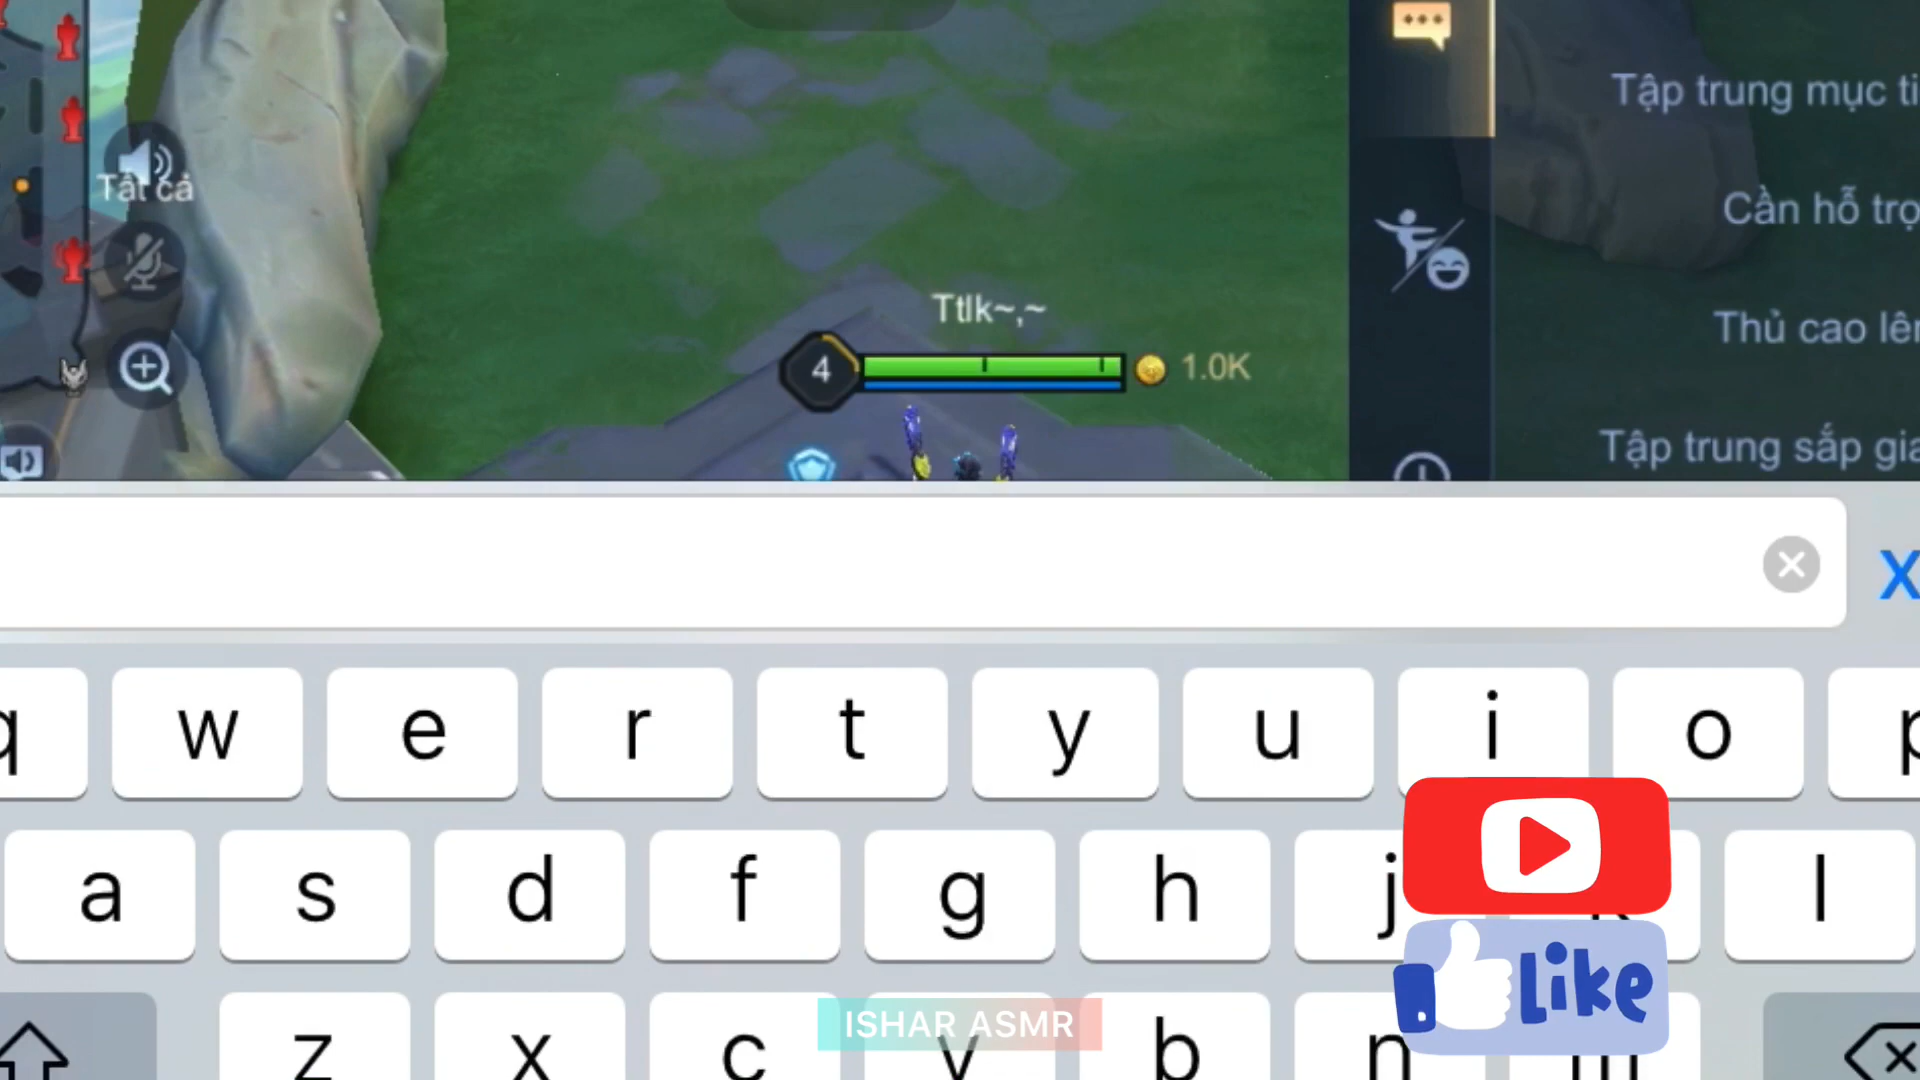 Tất cả
Tập trung mục ti
Cần hỗ trợ
Thủ cao lên
Tập trung sắp gia
Ttlk~,~
4
1.0K
X
q w e r t y u i o p
a s d f g h j k l
z x c v b n m
Like
ISHAR ASMR